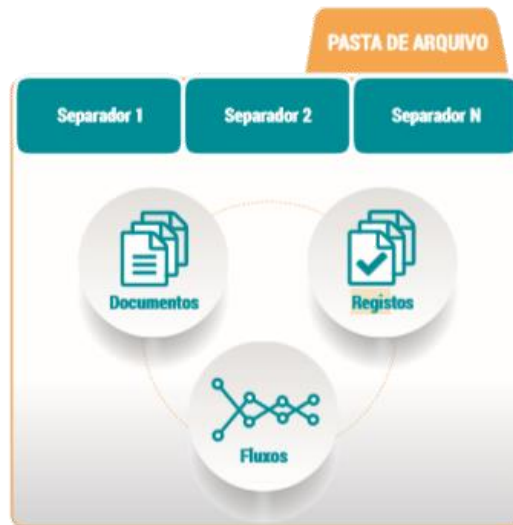 PASTA DE ARQUIVO
Separador 1
Separador 2
Separador N
Documentos
Registos
Fluxos